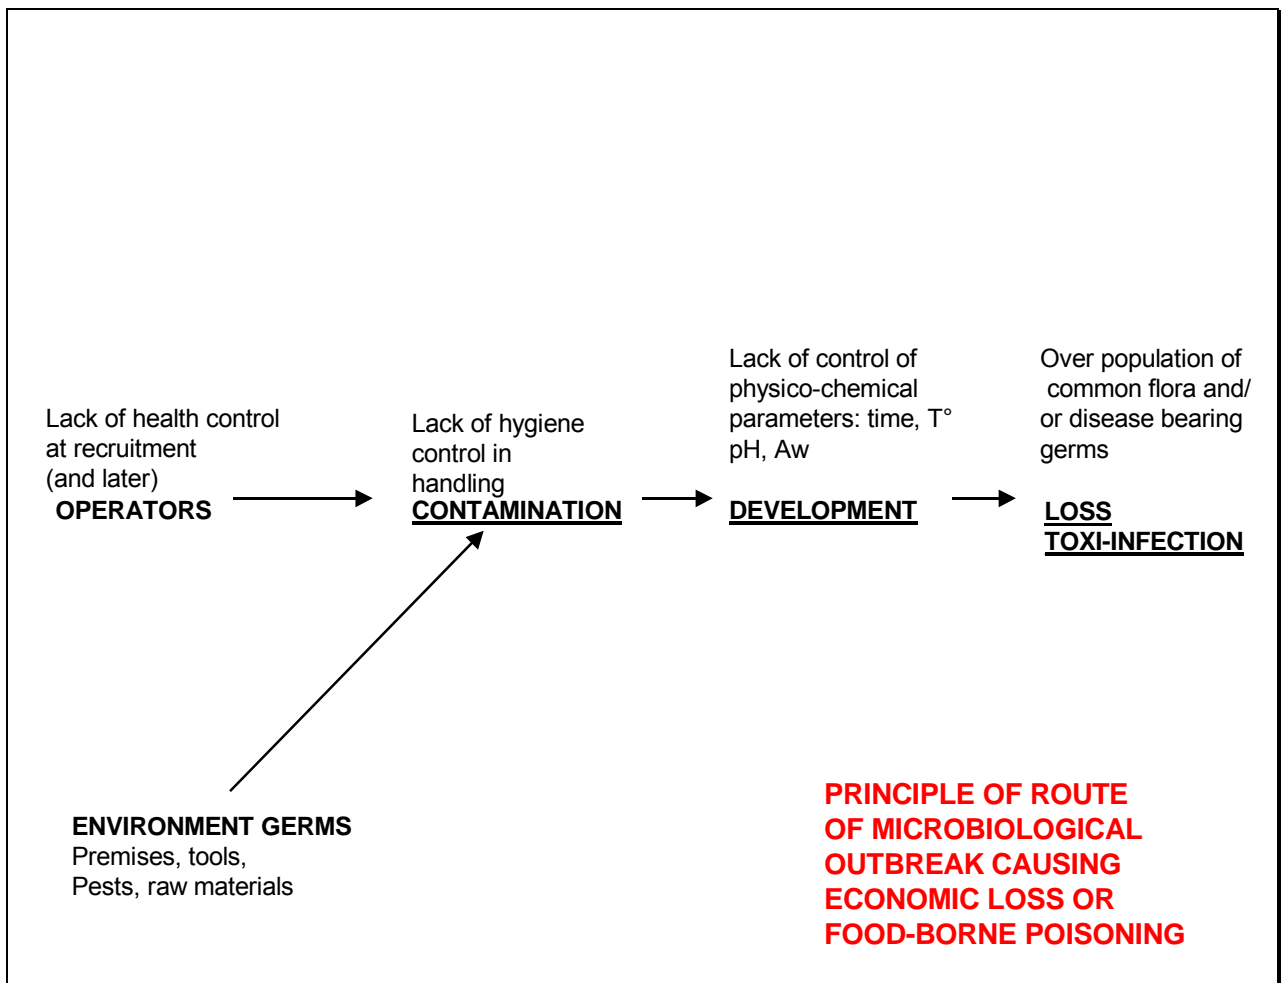 Lack of health control
at recruitment
(and later)
OPERATORS
Lack of hygiene
control in
handling
CONTAMINATION
Lack of control of
physico-chemical
parameters: time, T°
pH, Aw
DEVELOPMENT
Over population of
common flora and/
or disease bearing
germs
LOSS
TOXI-INFECTION
ENVIRONMENT GERMS
Premises, tools,
Pests, raw materials
PRINCIPLE OF ROUTE
OF MICROBIOLOGICAL
OUTBREAK CAUSING
ECONOMIC LOSS OR
FOOD-BORNE POISONING